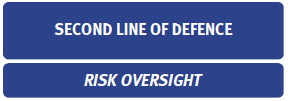 SECOND LINE OF DEFENCE
RISK OVERSIGHT